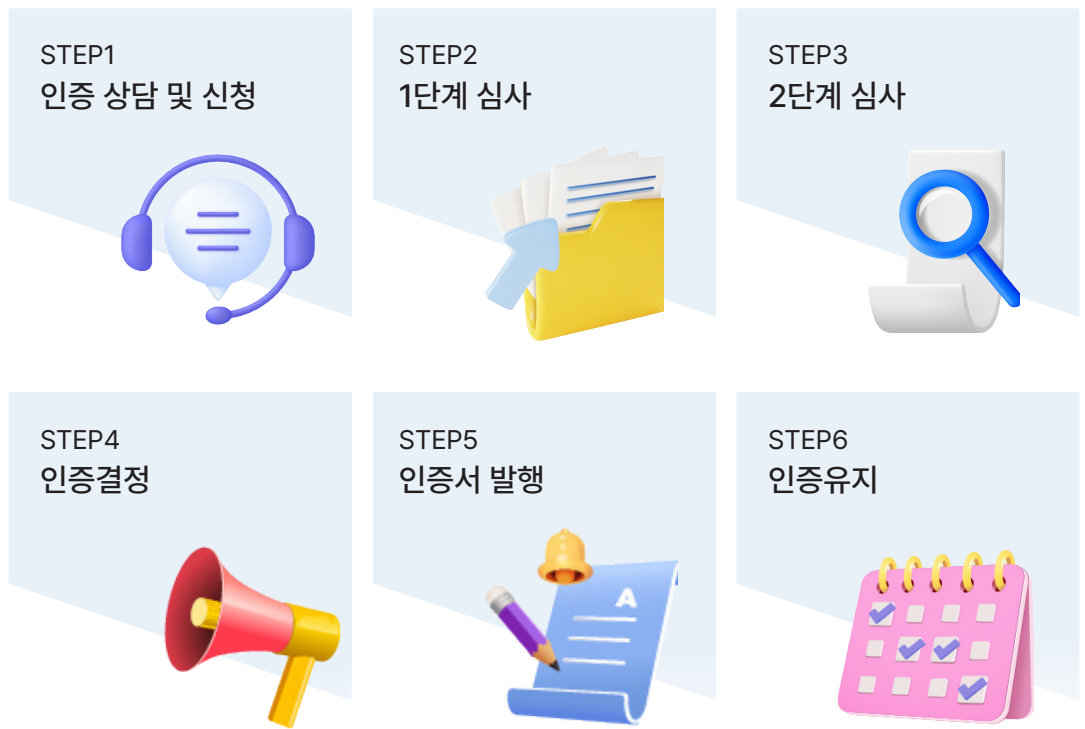 STEP1
인증 상담 및 신청
STEP2
1단계 심사
STEP3
2단계 심사
STEP4
인증결정
STEP5
인증서 발행
A
STEP6
인증유지